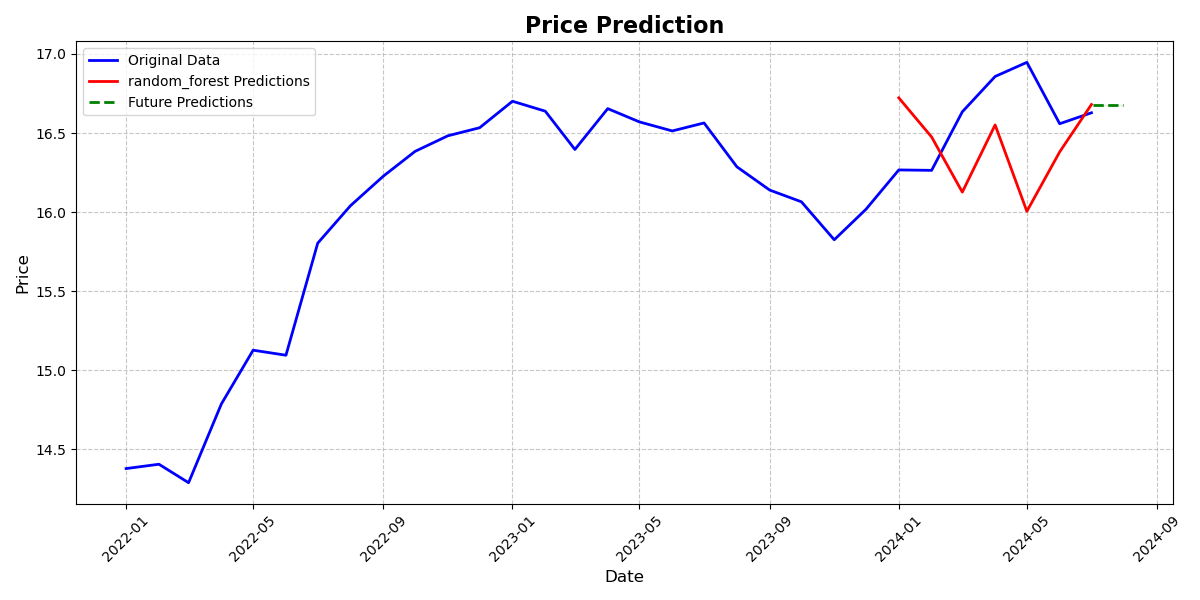 Price Prediction
Original Data
random_forest Predictions
Future Predictions
17.0
16.5
16.0
15.5
15.0
14.5
Price
2022-01
2022-05
2022-09
2023-01
2023-05
2023-09
2024-01
2024-05
2024-09
Date